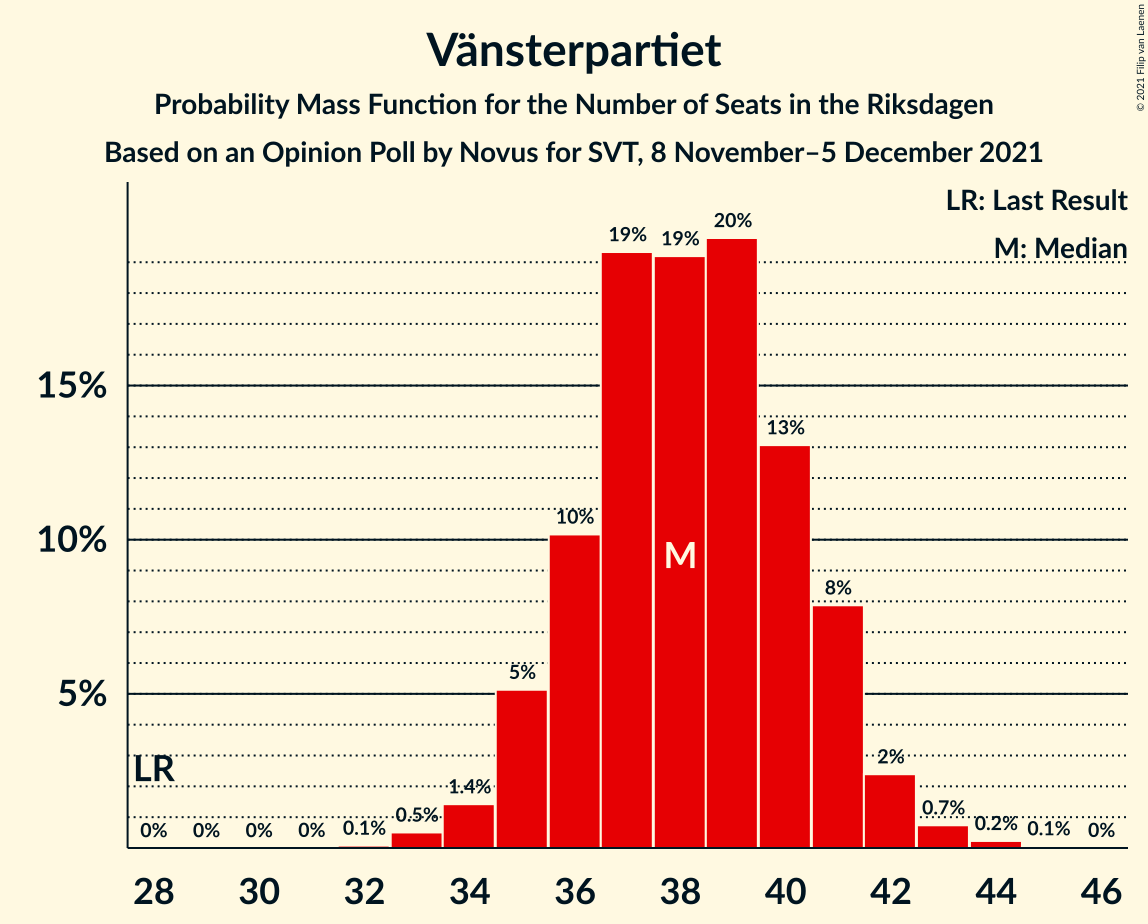 Vänsterpartiet
Probability Mass Function for the Number of Seats in the Riksdagen
Based on an Opinion Poll by Novus for SVT, 8 November–5 December 2021
© 2021 Filip van Laenen
LR: Last Result
M: Median
15%
10%
5%
LR
0%
0%
0%
0%
0.1%
0.5%
1.4%
5%
10%
19%
19%
20%
13%
8%
2%
0.7%
0.2%
0.1%
0%
M
28 30 32 34 36 38 40 42 44 46